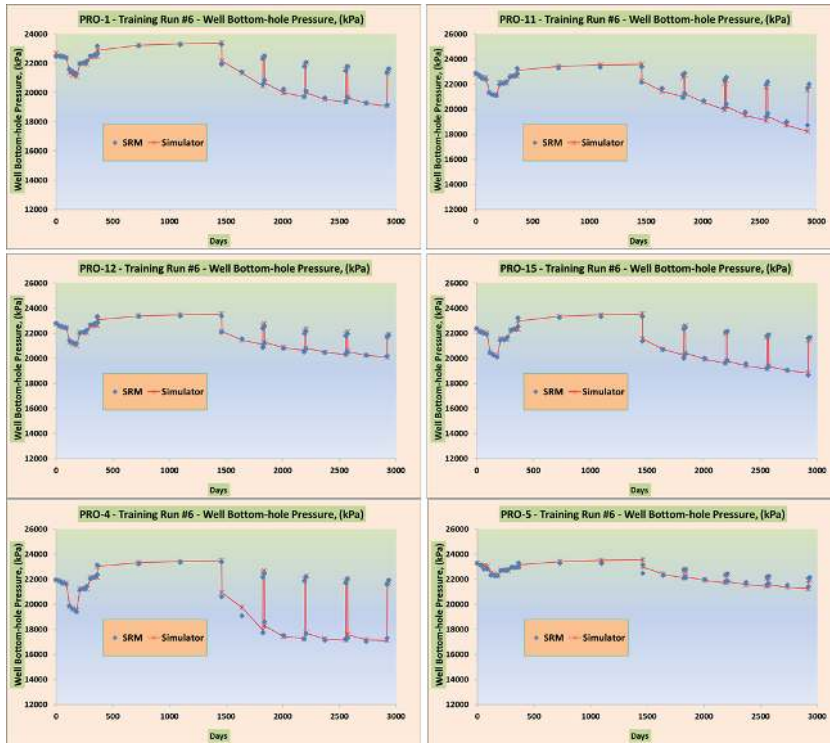 PRO-1 - Training Run #6 - Well Bottom-hole Pressure, (kPa)
Well Bottom-hole Pressure, (kPa)
24000
22000
20000
18000
16000
14000
12000
SRM
Simulator
0
500
1000
1500
2000
2500
3000
Days
PRO-11 - Training Run #6 - Well Bottom-hole Pressure, (kPa)
Well Bottom-hole Pressure, (kPa)
26000
24000
22000
20000
18000
16000
14000
12000
SRM
Simulator
0
500
1000
1500
2000
2500
3000
Days
PRO-12 - Training Run #6 - Well Bottom-hole Pressure, (kPa)
Well Bottom-hole Pressure, (kPa)
26000
24000
22000
20000
18000
16000
14000
12000
SRM
Simulator
0
500
1000
1500
2000
2500
3000
Days
PRO-15 - Training Run #6 - Well Bottom-hole Pressure, (kPa)
Well Bottom-hole Pressure, (kPa)
26000
24000
22000
20000
18000
16000
14000
12000
SRM
Simulator
0
500
1000
1500
2000
2500
3000
Days
PRO-4 - Training Run #6 - Well Bottom-hole Pressure, (kPa)
Well Bottom-hole Pressure, (kPa)
26000
24000
22000
20000
18000
16000
14000
12000
SRM
Simulator
0
500
1000
1500
2000
2500
3000
Days
PRO-5 - Training Run #6 - Well Bottom-hole Pressure, (kPa)
Well Bottom-hole Pressure, (kPa)
26000
24000
22000
20000
18000
16000
14000
12000
SRM
Simulator
0
500
1000
1500
2000
2500
3000
Days